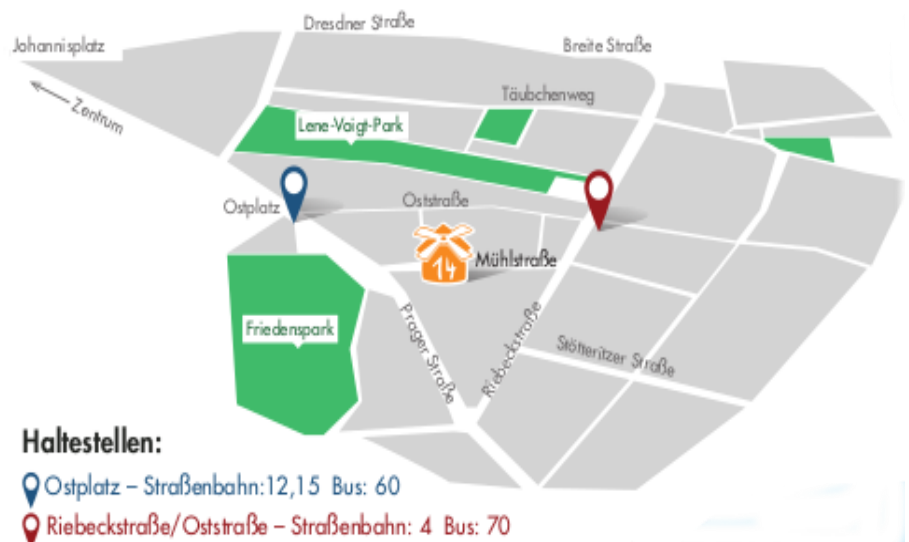 Dresdner Straße
Johannisplatz
Breite Straße
Zentrum
Täubchenweg
Lene-Voigt-Park
Ostplatz
Oststraße
14
Mühlstraße
Friedenspark
Prager Straße
Riebeckstraße
Stötteritzer Straße
Haltestellen:
Ostplatz – Straßenbahn:12,15 Bus: 60
Riebeckstraße/Oststraße – Straßenbahn: 4 Bus: 70